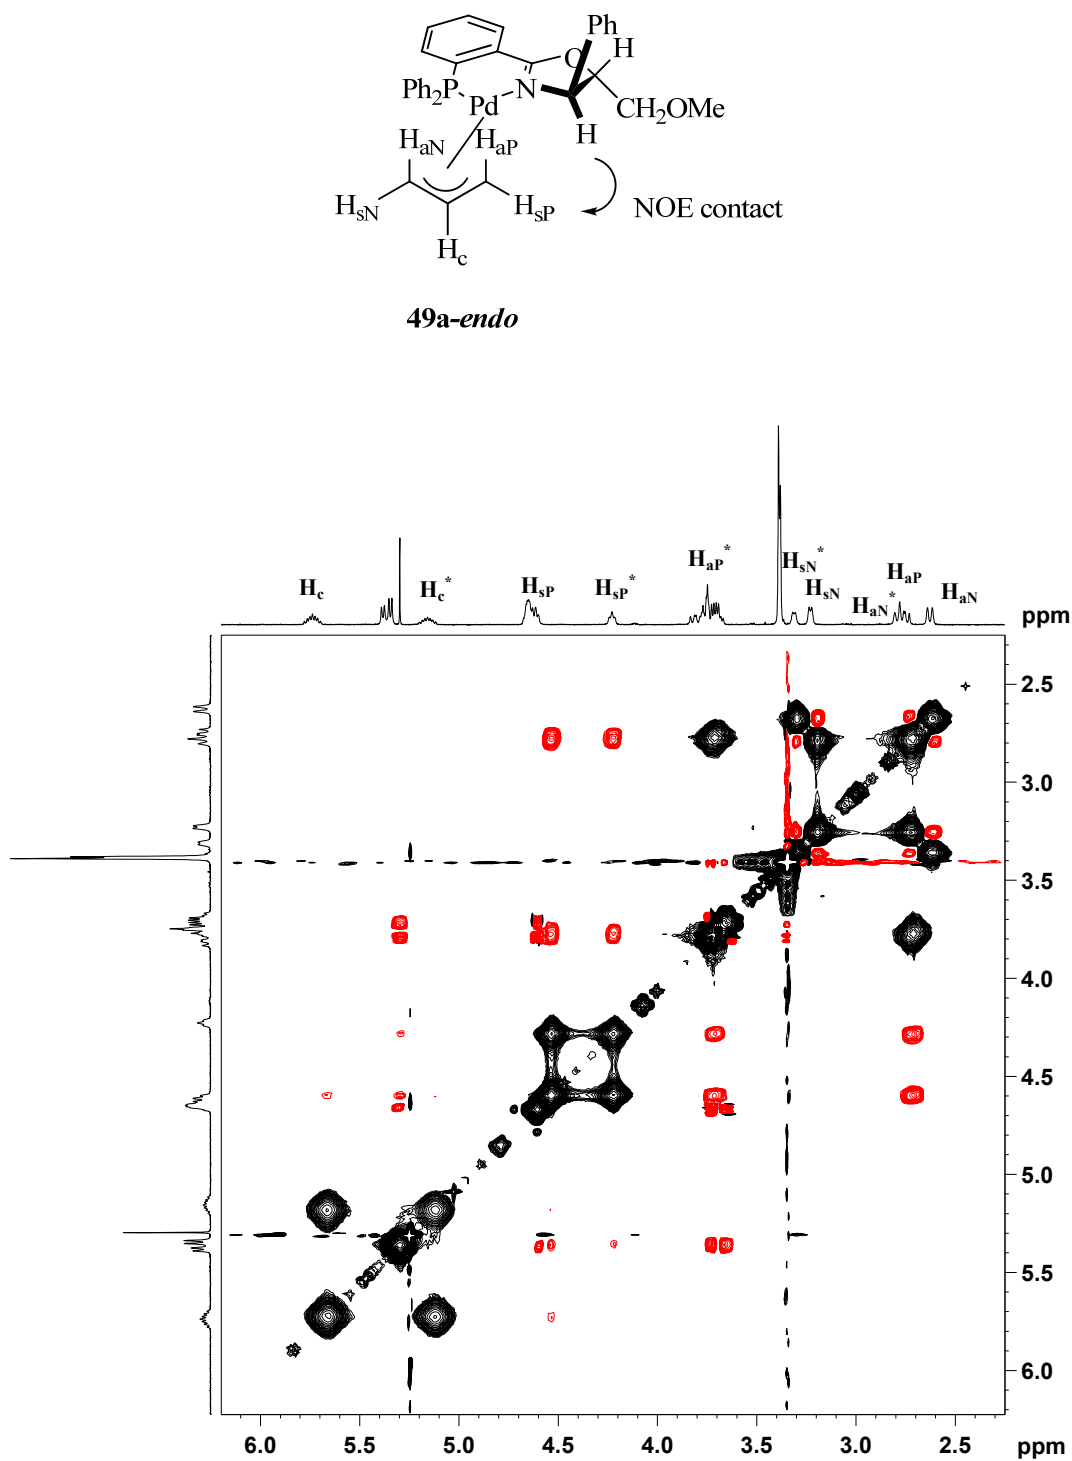 Ph
O
H
Ph₂P
N
Pd
CH₂OMe
H
HaN
HaP
HsN
HsP
NOE contact
Hc
49a-endo
HaP*
HsN*
Hc
Hc*
HsP
HsP*
HsN
HaN*
HaP
HaN
ppm
2.5
3.0
3.5
4.0
4.5
5.0
5.5
6.0
6.0 5.5 5.0 4.5 4.0 3.5 3.0 2.5 ppm